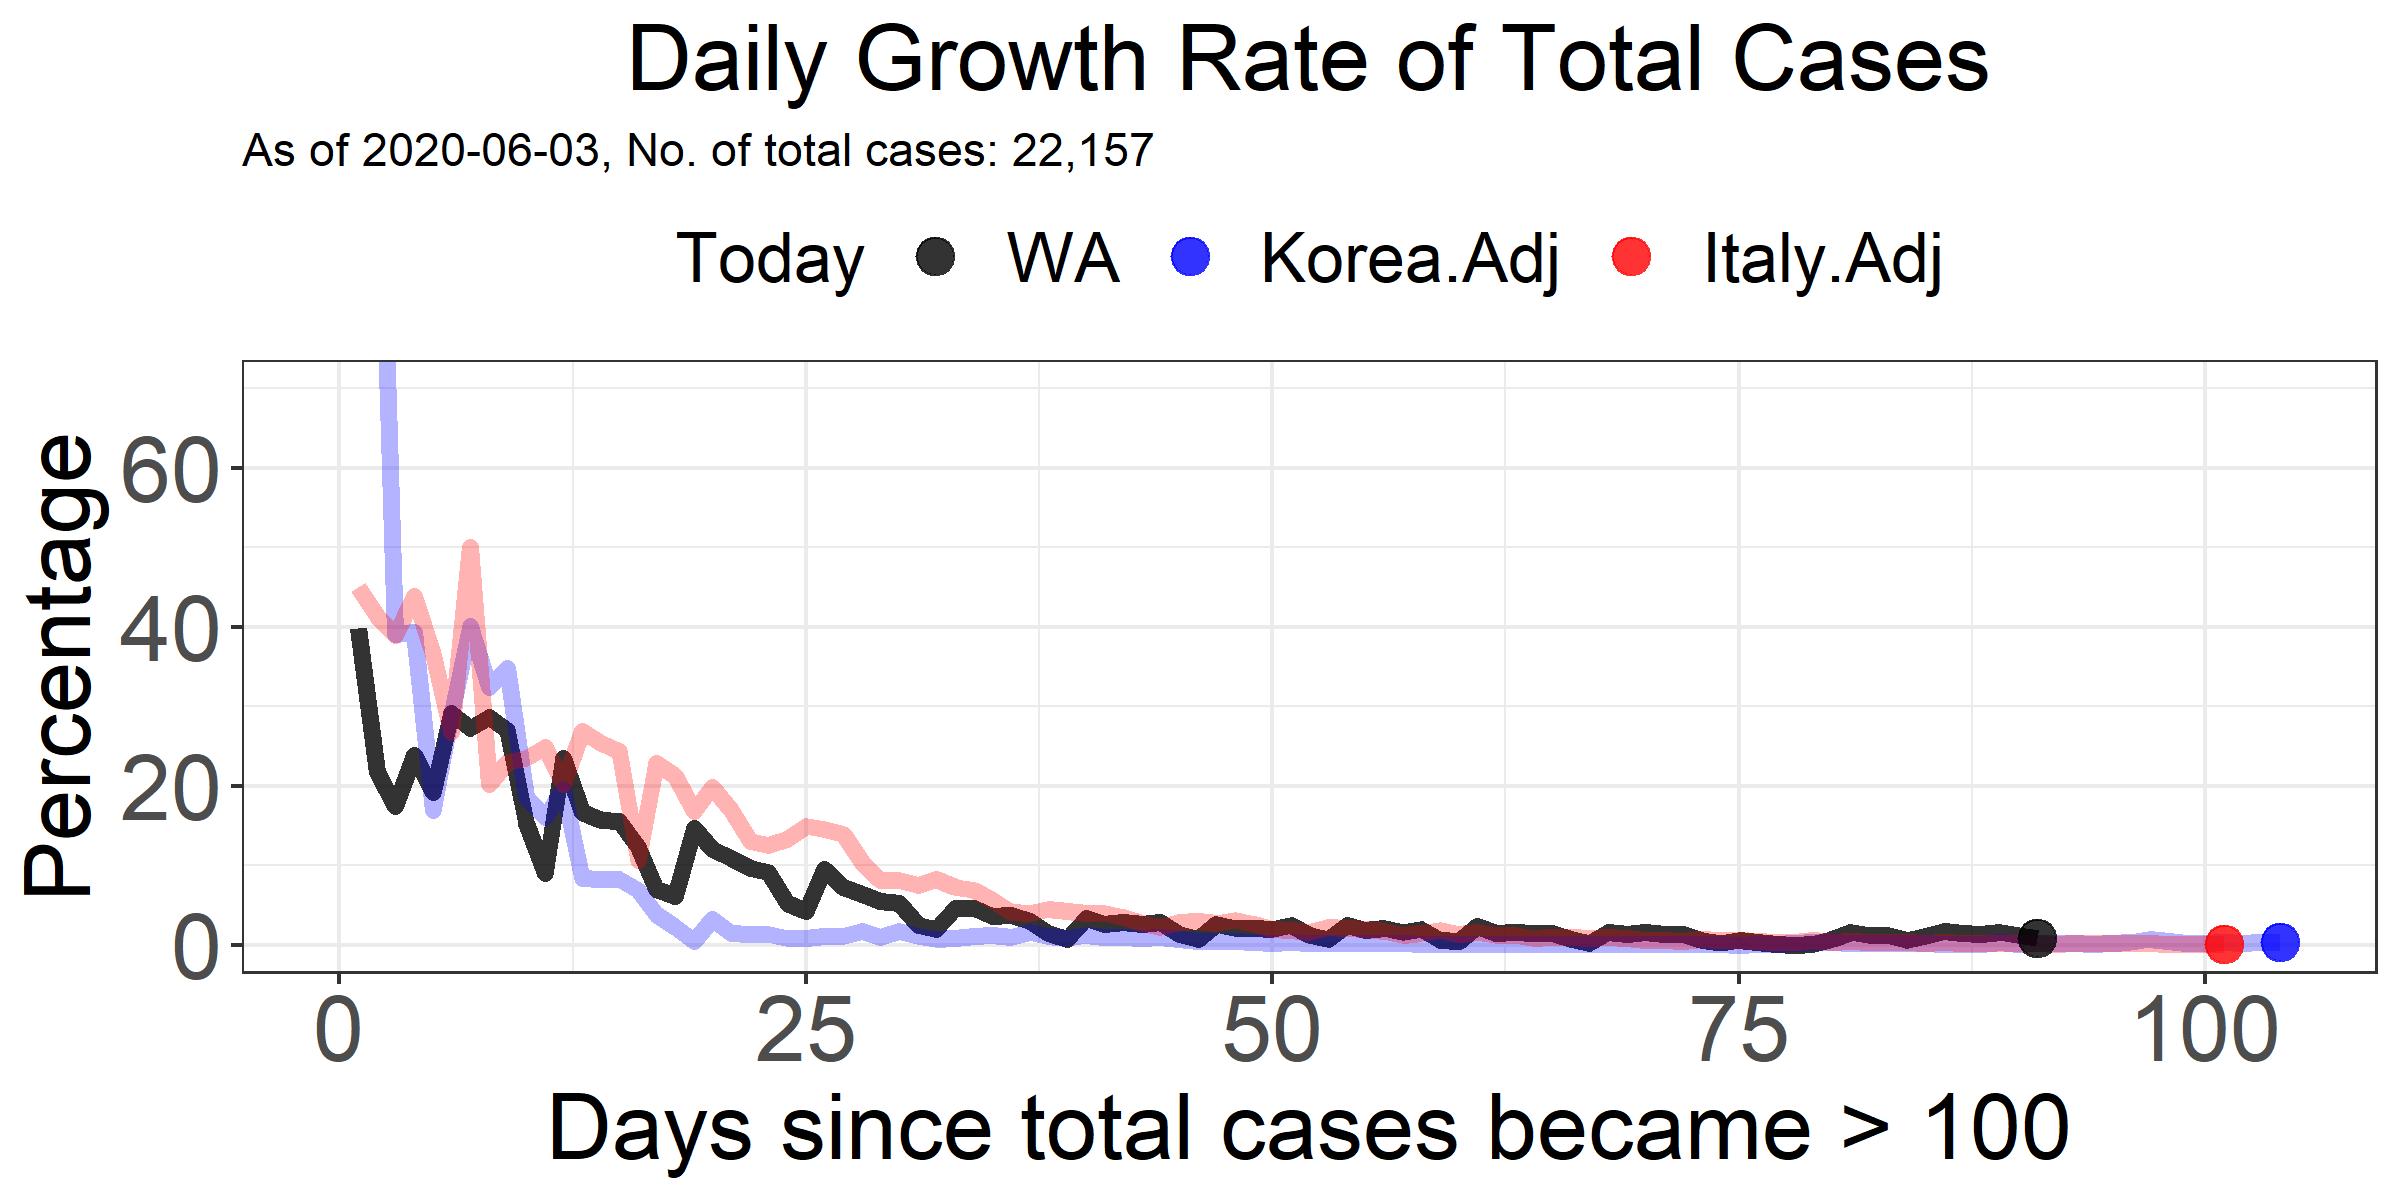 Daily Growth Rate of Total Cases
As of 2020-06-03, No. of total cases: 22,157
Today WA Korea.Adj Italy.Adj
Percentage
60
40
20
0
0 25 50 75 100
Days since total cases became > 100